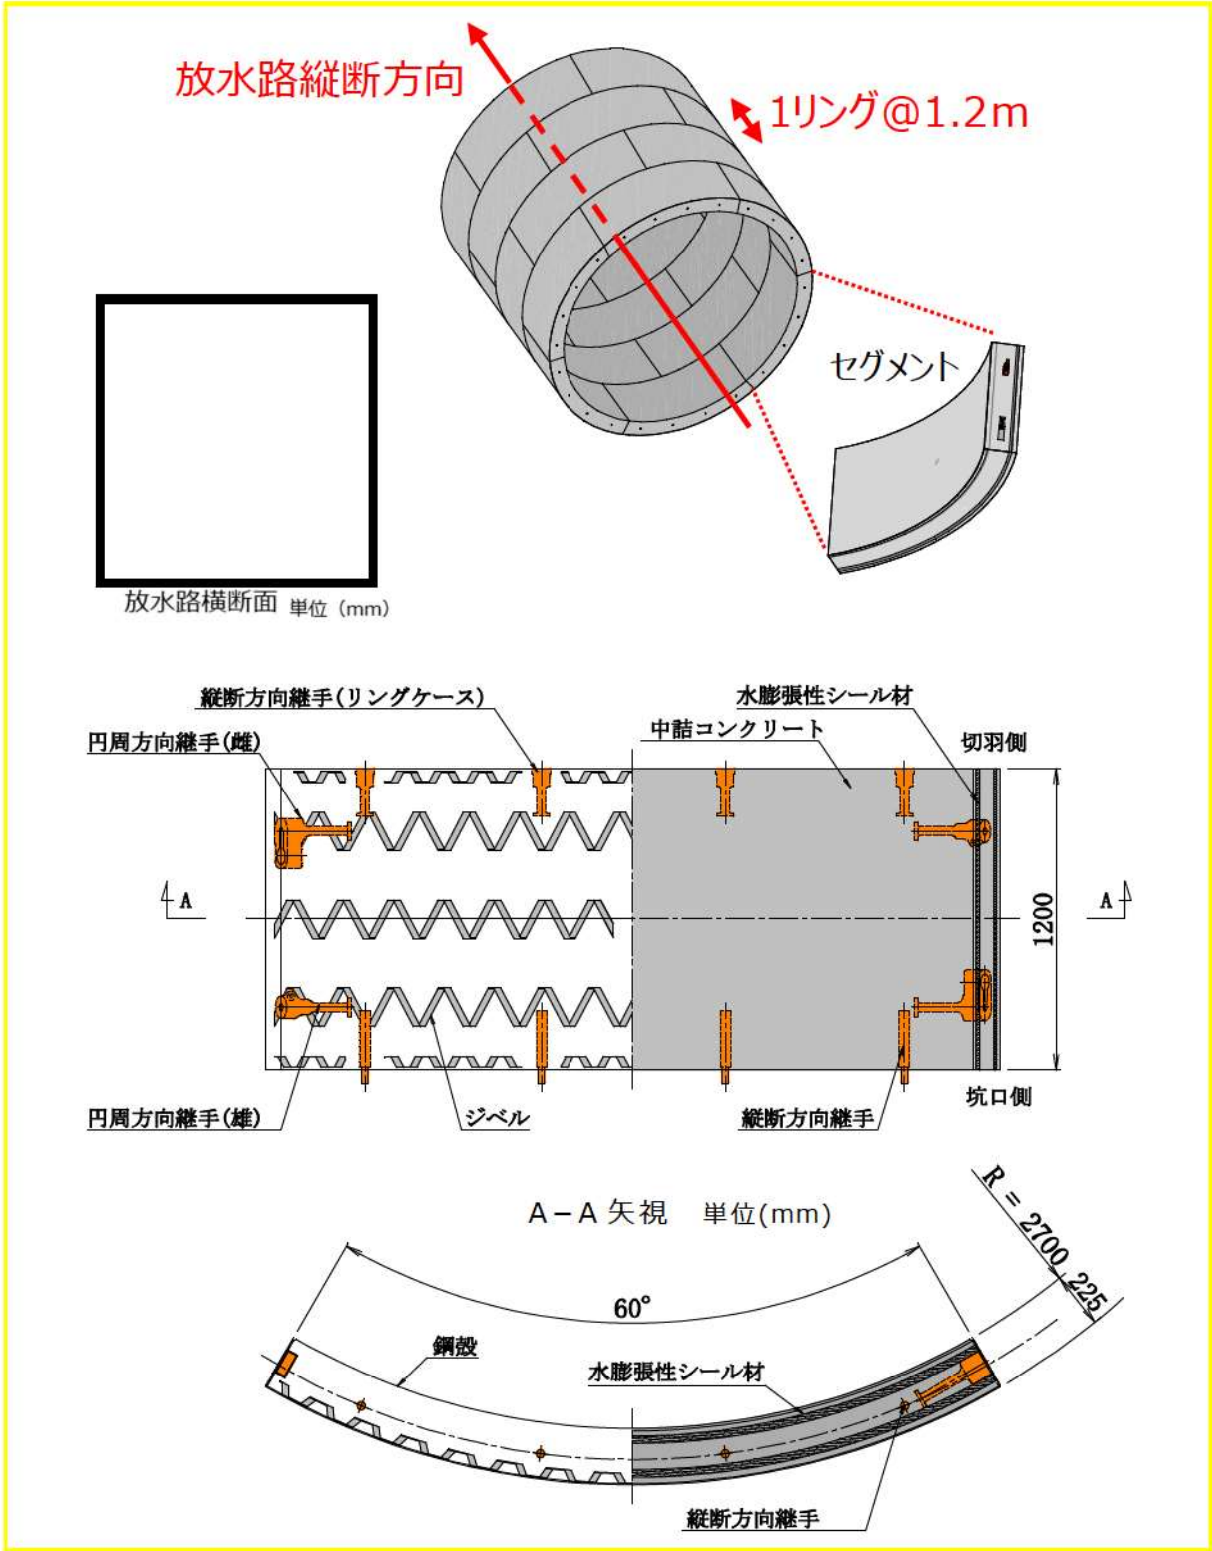 放水路縦断方向
1リング@1.2m
セグメント
放水路横断面 単位（mm）
縦断方向継手(リングケース)
水膨張性シール材
円周方向継手(雌)
中詰コンクリート
切羽側
A
A
1200
円周方向継手(雄)
ジベル
縦断方向継手
坑口側
A－A 矢視 単位(mm)
R = 2700
225
60°
鋼殻
水膨張性シール材
縦断方向継手